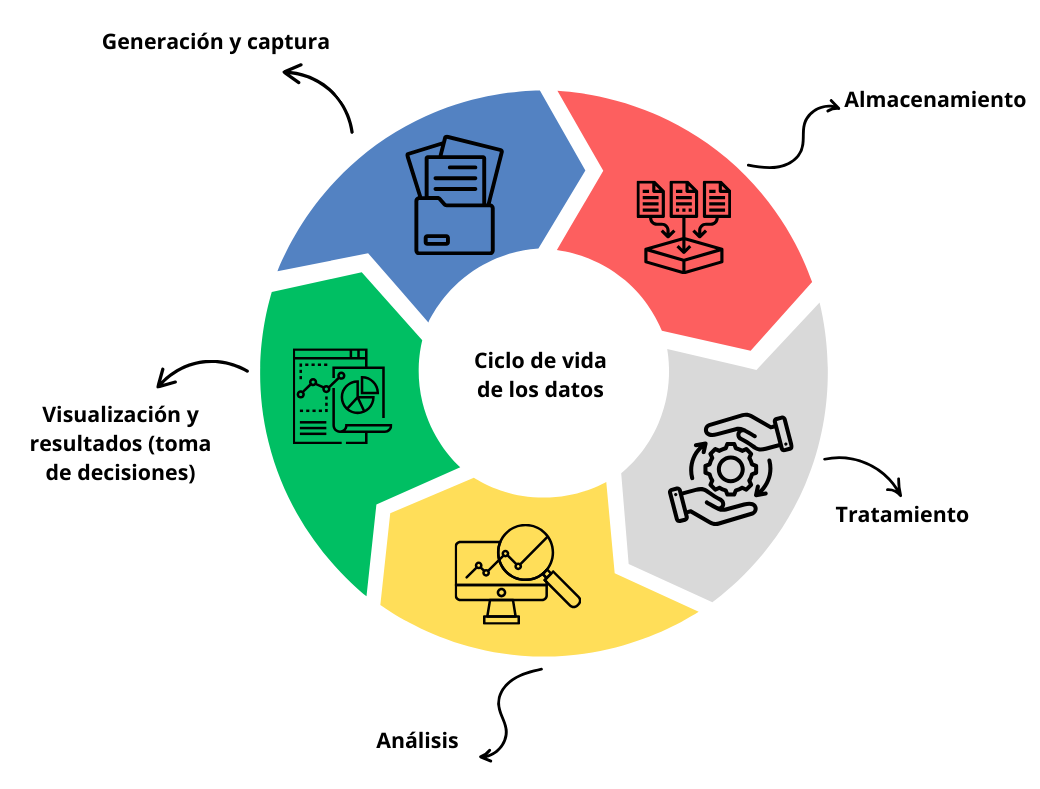 Generación y captura
Almacenamiento
Ciclo de vida
de los datos
Visualización y
resultados (toma
de decisiones)
Tratamiento
Análisis